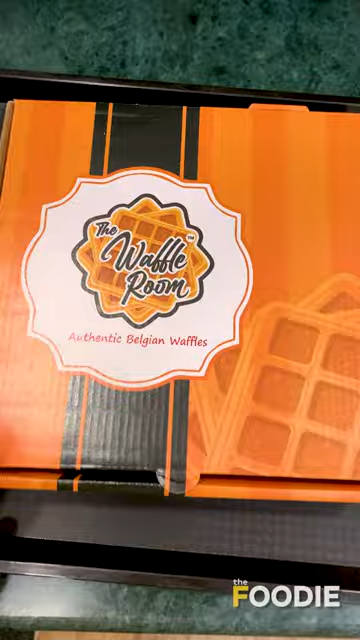 The
Waffle
Room
TM
Authentic Belgian Waffles
the
FOODIE